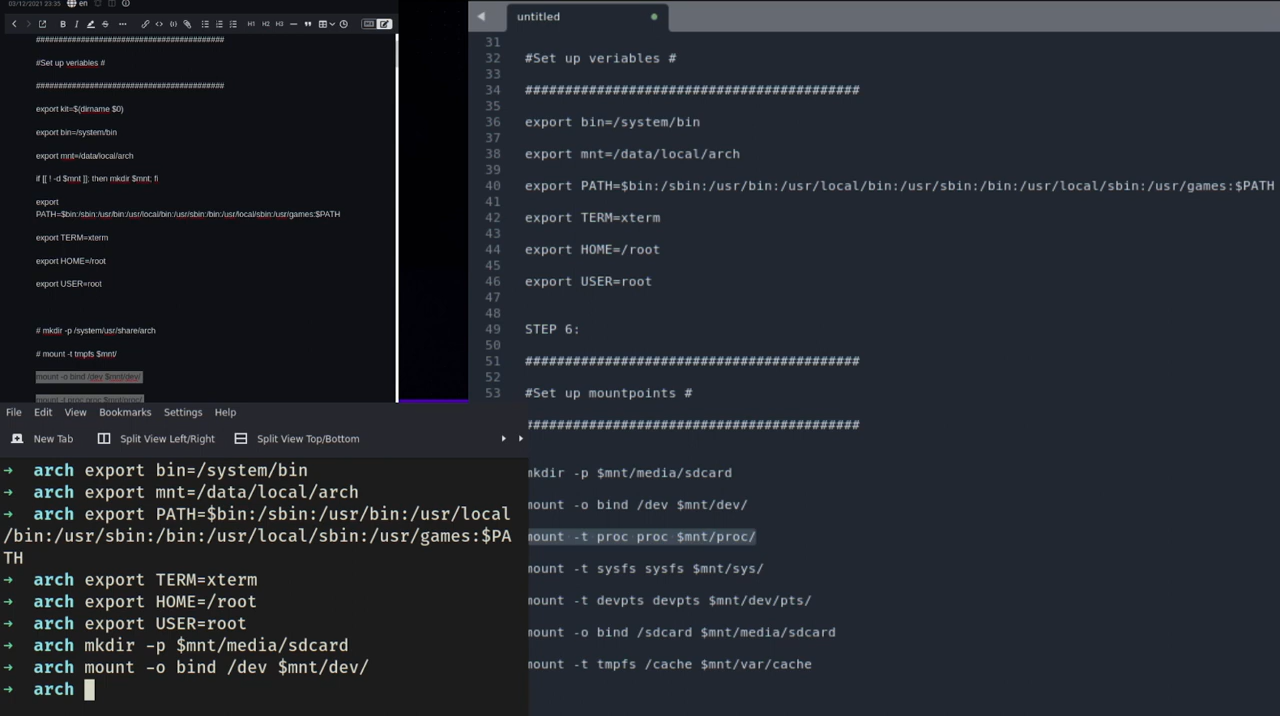 03/12/2021 23:35
en
B
I
S
H1
H2
H3
##########################################
#Set up veriables #
##########################################
export kit=$(dirname $0)
export bin=/system/bin
export mnt=/data/local/arch
if [[ ! -d $mnt ]]; then mkdir $mnt; fi
export
PATH=$bin:/sbin:/usr/bin:/usr/local/bin:/usr/sbin:/bin:/usr/local/sbin:/usr/games:$PATH
export TERM=xterm
export HOME=/root
export USER=root
# mkdir -p /system/usr/share/arch
# mount -t tmpfs $mnt/
mount -o bind /dev $mnt/dev/
mount -t proc proc $mnt/proc/
File Edit View Bookmarks Settings Help
New Tab Split View Left/Right Split View Top/Bottom
→ arch export bin=/system/bin
→ arch export mnt=/data/local/arch
→ arch export PATH=$bin:/sbin:/usr/bin:/usr/local
/bin:/usr/sbin:/bin:/usr/local/sbin:/usr/games:$PA
TH
→ arch export TERM=xterm
→ arch export HOME=/root
→ arch export USER=root
→ arch mkdir -p $mnt/media/sdcard
→ arch mount -o bind /dev $mnt/dev/
→ arch
untitled
31
32 #Set up veriables #
33
34 ##########################################
35
36 export bin=/system/bin
37
38 export mnt=/data/local/arch
39
40 export PATH=$bin:/sbin:/usr/bin:/usr/local/bin:/usr/sbin:/bin:/usr/local/sbin:/usr/games:$PATH
41
42 export TERM=xterm
43
44 export HOME=/root
45
46 export USER=root
47
48
49 STEP 6:
50
51 ##########################################
52
53 #Set up mountpoints #
##########################################
mkdir -p $mnt/media/sdcard
mount -o bind /dev $mnt/dev/
mount -t proc proc $mnt/proc/
mount -t sysfs sysfs $mnt/sys/
mount -t devpts devpts $mnt/dev/pts/
mount -o bind /sdcard $mnt/media/sdcard
mount -t tmpfs /cache $mnt/var/cache